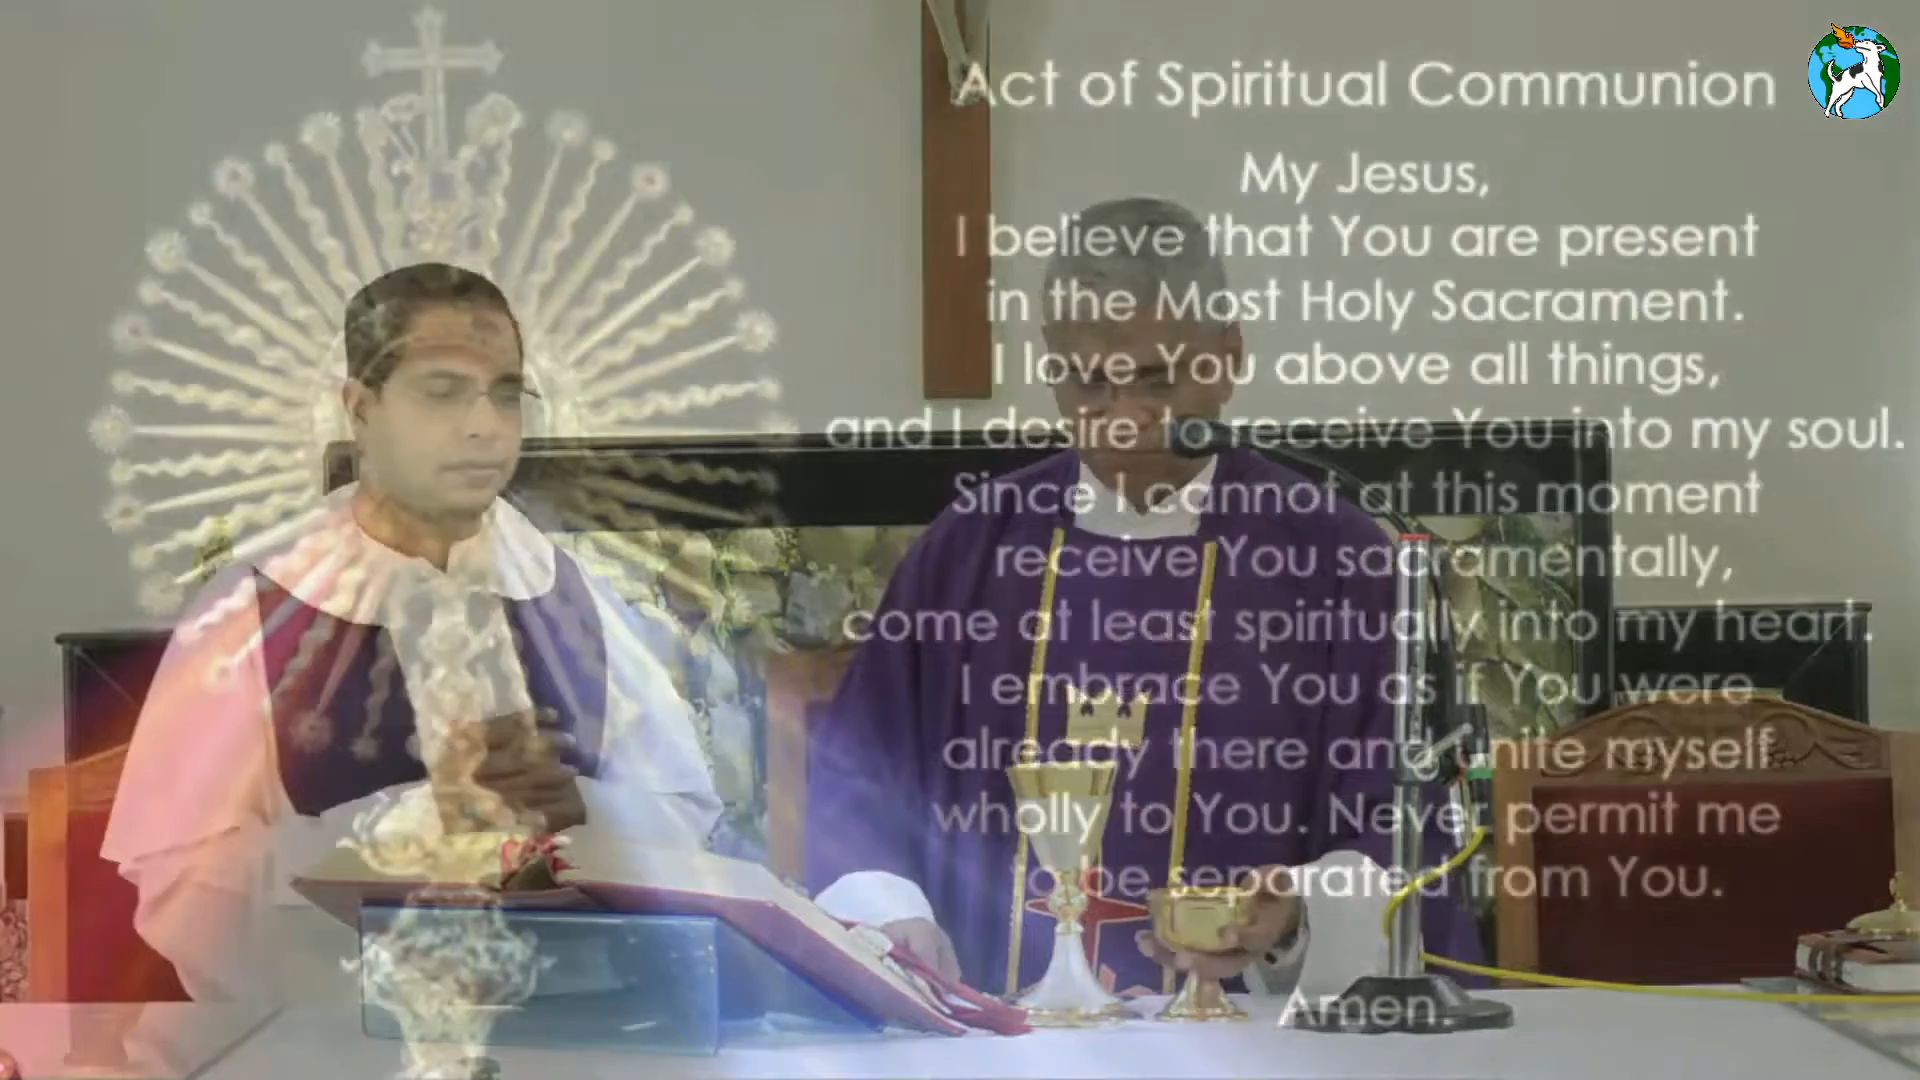 Act of Spiritual Communion
My Jesus,
I believe that You are present
in the Most Holy Sacrament.
I love You above all things,
and I desire to receive You into my soul.
Since I cannot at this moment
receive You sacramentally,
come at least spiritually into my heart.
I embrace You as if You were
already there and unite myself
wholly to You. Never permit me
to be separated from You.
Amen.